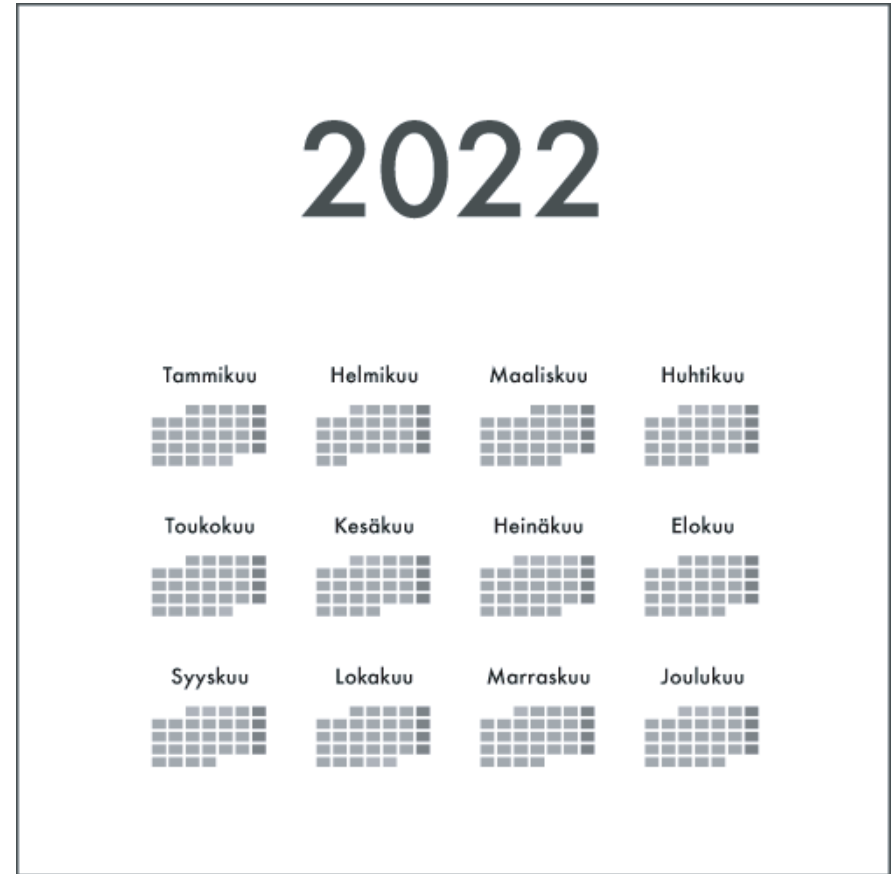 2022
Tammikuu Helmikuu Maaliskuu Huhtikuu
Toukokuu Kesäkuu Heinäkuu Elokuu
Syyskuu Lokakuu Marraskuu Joulukuu